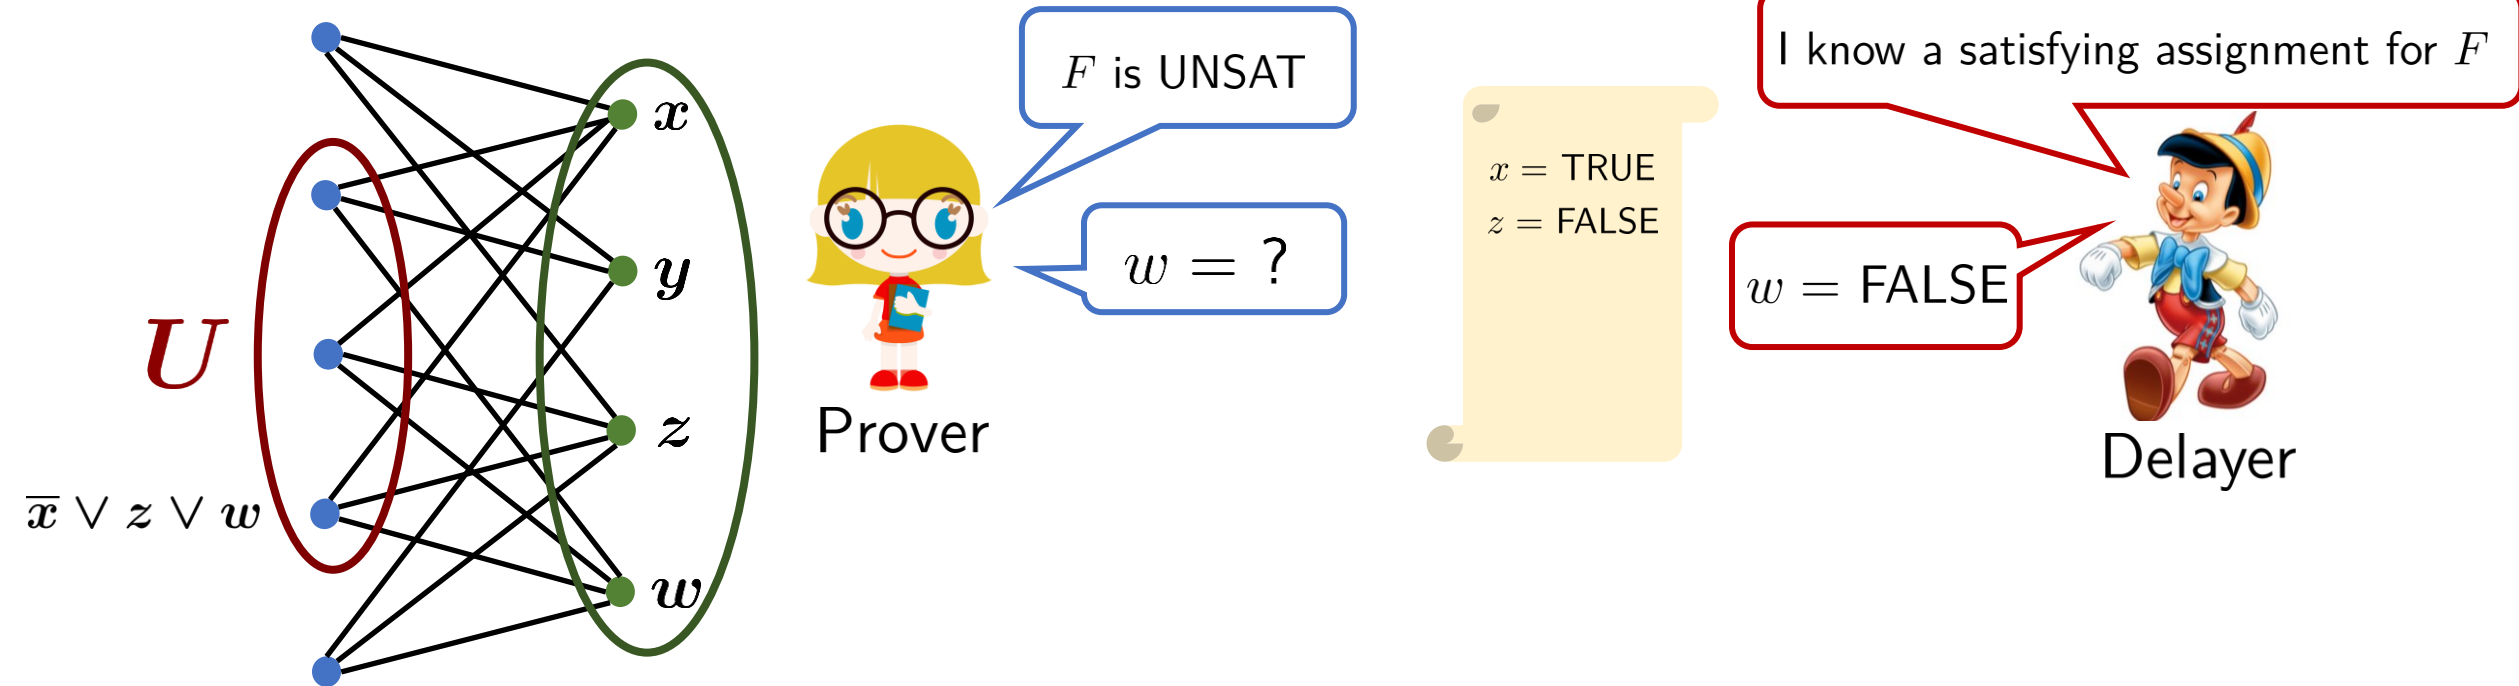 x
y
z
w
U
x̅ ∨ z ∨ w
F is UNSAT
w = ?
Prover
x = TRUE
z = FALSE
I know a satisfying assignment for F
w = FALSE
Delayer